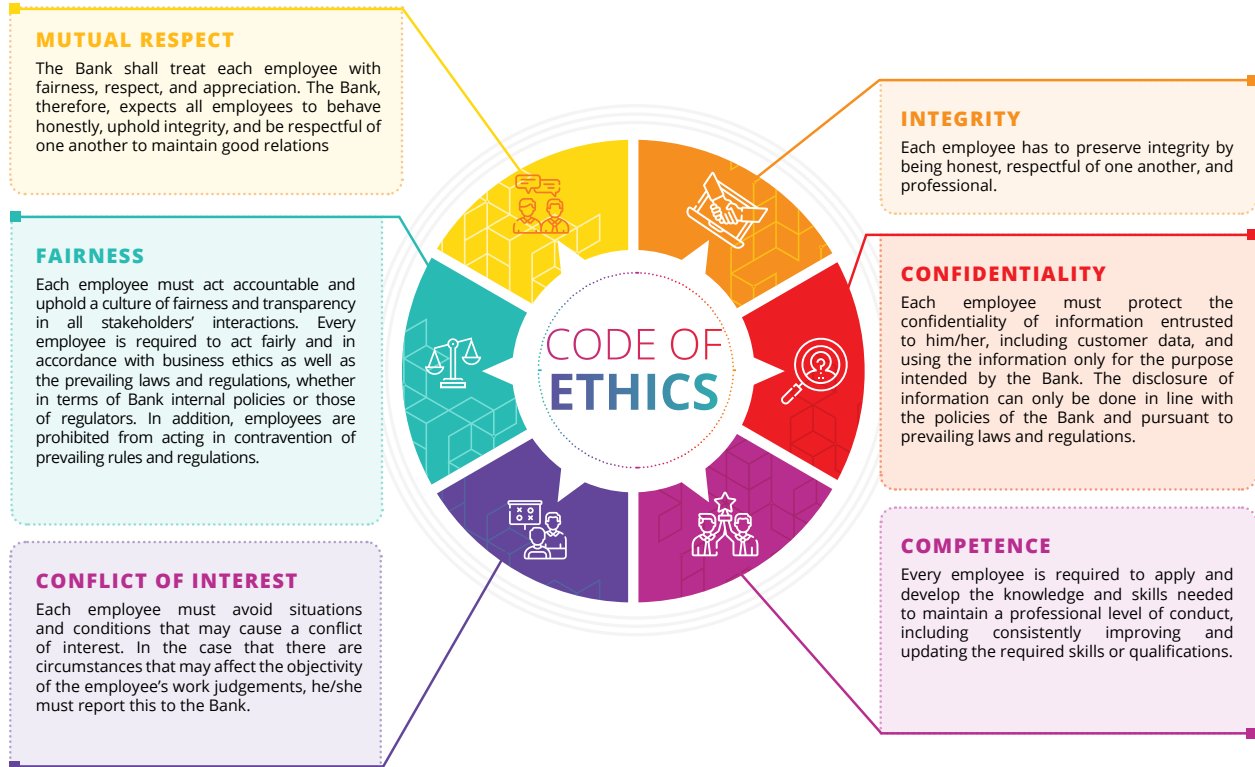 MUTUAL RESPECT
The Bank shall treat each employee with
fairness, respect, and appreciation. The Bank,
therefore, expects all employees to behave
honestly, uphold integrity, and be respectful of
one another to maintain good relations
FAIRNESS
Each employee must act accountable and
uphold a culture of fairness and transparency
in all stakeholders’ interactions. Every
employee is required to act fairly and in
accordance with business ethics as well as
the prevailing laws and regulations, whether
in terms of Bank internal policies or those
of regulators. In addition, employees are
prohibited from acting in contravention of
prevailing rules and regulations.
CONFLICT OF INTEREST
Each employee must avoid situations
and conditions that may cause a conflict
of interest. In the case that there are
circumstances that may affect the objectivity
of the employee’s work judgements, he/she
must report this to the Bank.
CODE OF
ETHICS
INTEGRITY
Each employee has to preserve integrity by
being honest, respectful of one another, and
professional.
CONFIDENTIALITY
Each employee must protect the
confidentiality of information entrusted
to him/her, including customer data, and
using the information only for the purpose
intended by the Bank. The disclosure of
information can only be done in line with
the policies of the Bank and pursuant to
prevailing laws and regulations.
COMPETENCE
Every employee is required to apply and
develop the knowledge and skills needed
to maintain a professional level of conduct,
including consistently improving and
updating the required skills or qualifications.